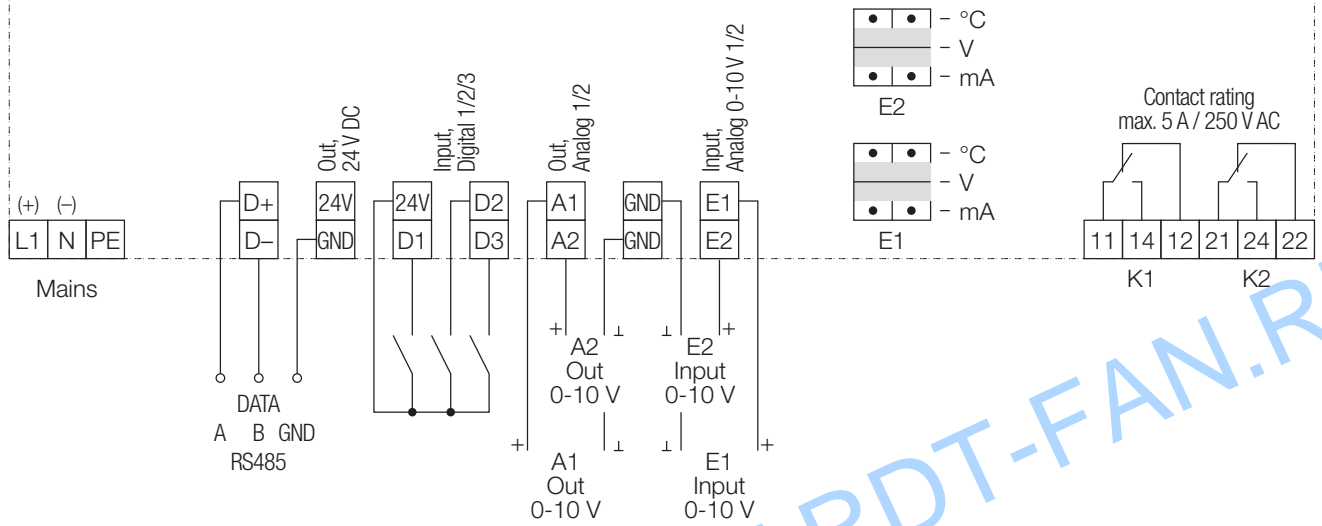 – °C
– V
– mA
E2
– °C
– V
– mA
E1
Contact rating
max. 5 A / 250 V AC
Out,
24 V DC
Input,
Digital 1/2/3
Out,
Analog 1/2
Input,
Analog 0-10 V 1/2
(+) (–)
L1 N PE
Mains
D+ 24V 24V D2 A1 GND E1
D– GND D1 D3 A2 GND E2
11 14 12 21 24 22
K1 K2
+ ⊥ ⊥ +
A2
Out
0-10 V
E2
Input
0-10 V
DATA
A B GND
RS485
+ ⊥ ⊥ +
A1
Out
0-10 V
E1
Input
0-10 V